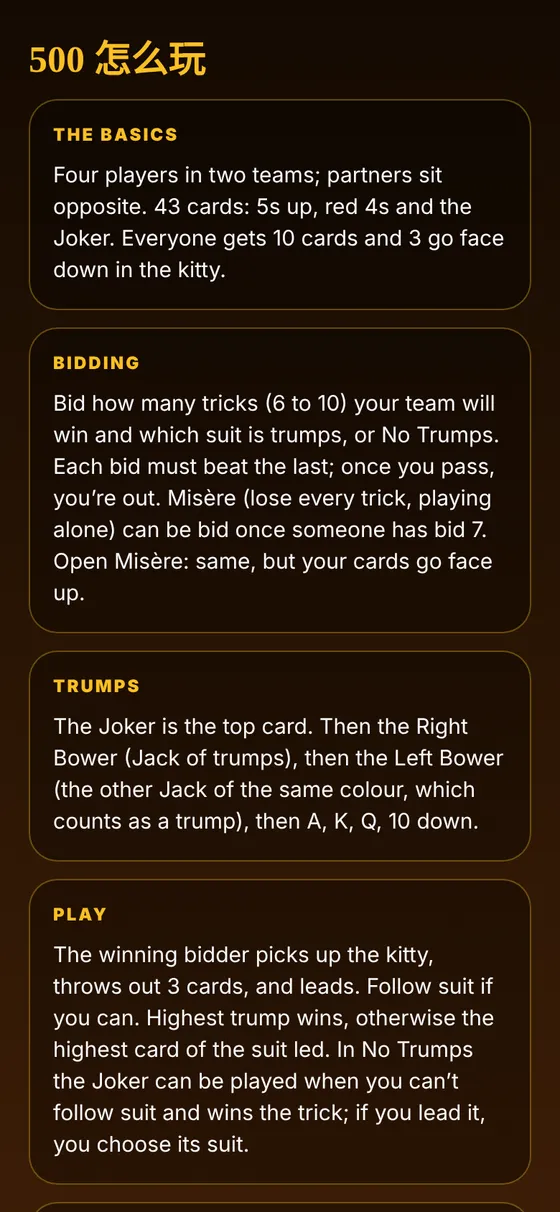 500 怎么玩
THE BASICS
Four players in two teams; partners sit
opposite. 43 cards: 5s up, red 4s and the
Joker. Everyone gets 10 cards and 3 go face
down in the kitty.
BIDDING
Bid how many tricks (6 to 10) your team will
win and which suit is trumps, or No Trumps.
Each bid must beat the last; once you pass,
you’re out. Misère (lose every trick, playing
alone) can be bid once someone has bid 7.
Open Misère: same, but your cards go face
up.
TRUMPS
The Joker is the top card. Then the Right
Bower (Jack of trumps), then the Left Bower
(the other Jack of the same colour, which
counts as a trump), then A, K, Q, 10 down.
PLAY
The winning bidder picks up the kitty,
throws out 3 cards, and leads. Follow suit if
you can. Highest trump wins, otherwise the
highest card of the suit led. In No Trumps
the Joker can be played when you can’t
follow suit and wins the trick; if you lead it,
you choose its suit.